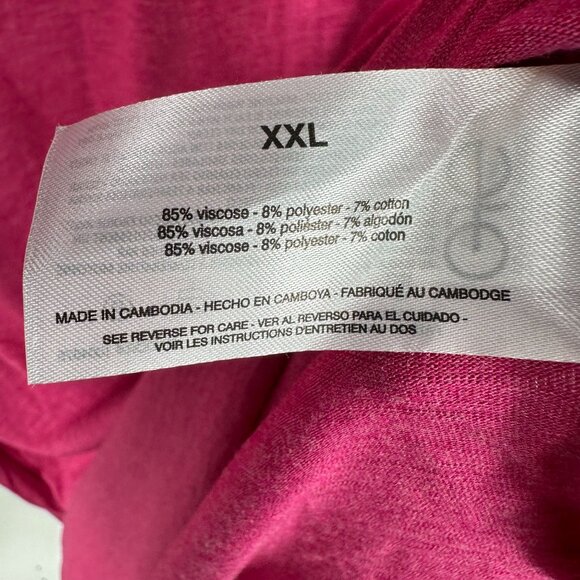 XXL
85% viscose - 8% polyester - 7% cotton
85% viscosa - 8% poliéster - 7% algodón
85% viscose - 8% polyester - 7% coton
MADE IN CAMBODIA - HECHO EN CAMBOYA - FABRIQUÉ AU CAMBODGE
SEE REVERSE FOR CARE - VER AL REVERSO PARA EL CUIDADO -
VOIR LES INSTRUCTIONS D'ENTRETIEN AU DOS